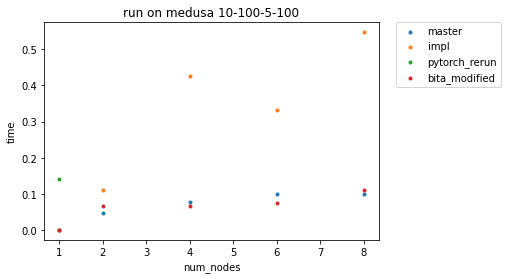 run on medusa 10-100-5-100
time
0.5
0.4
0.3
0.2
0.1
0.0
1 2 3 4 5 6 7 8
num_nodes
master
impl
pytorch_rerun
bita_modified